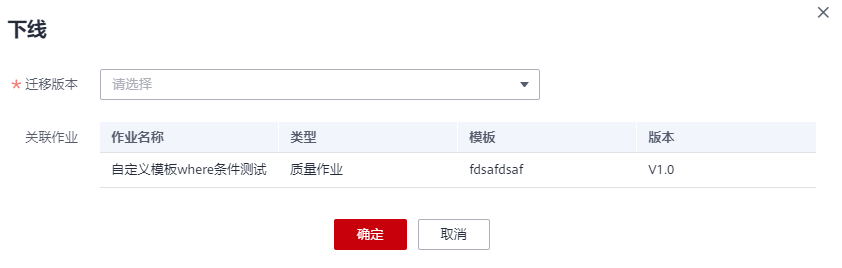 下线
* 迁移版本 请选择
关联作业 作业名称 类型 模板 版本
自定义模板where条件测试 质量作业 fdsafdsaf V1.0
确定 取消